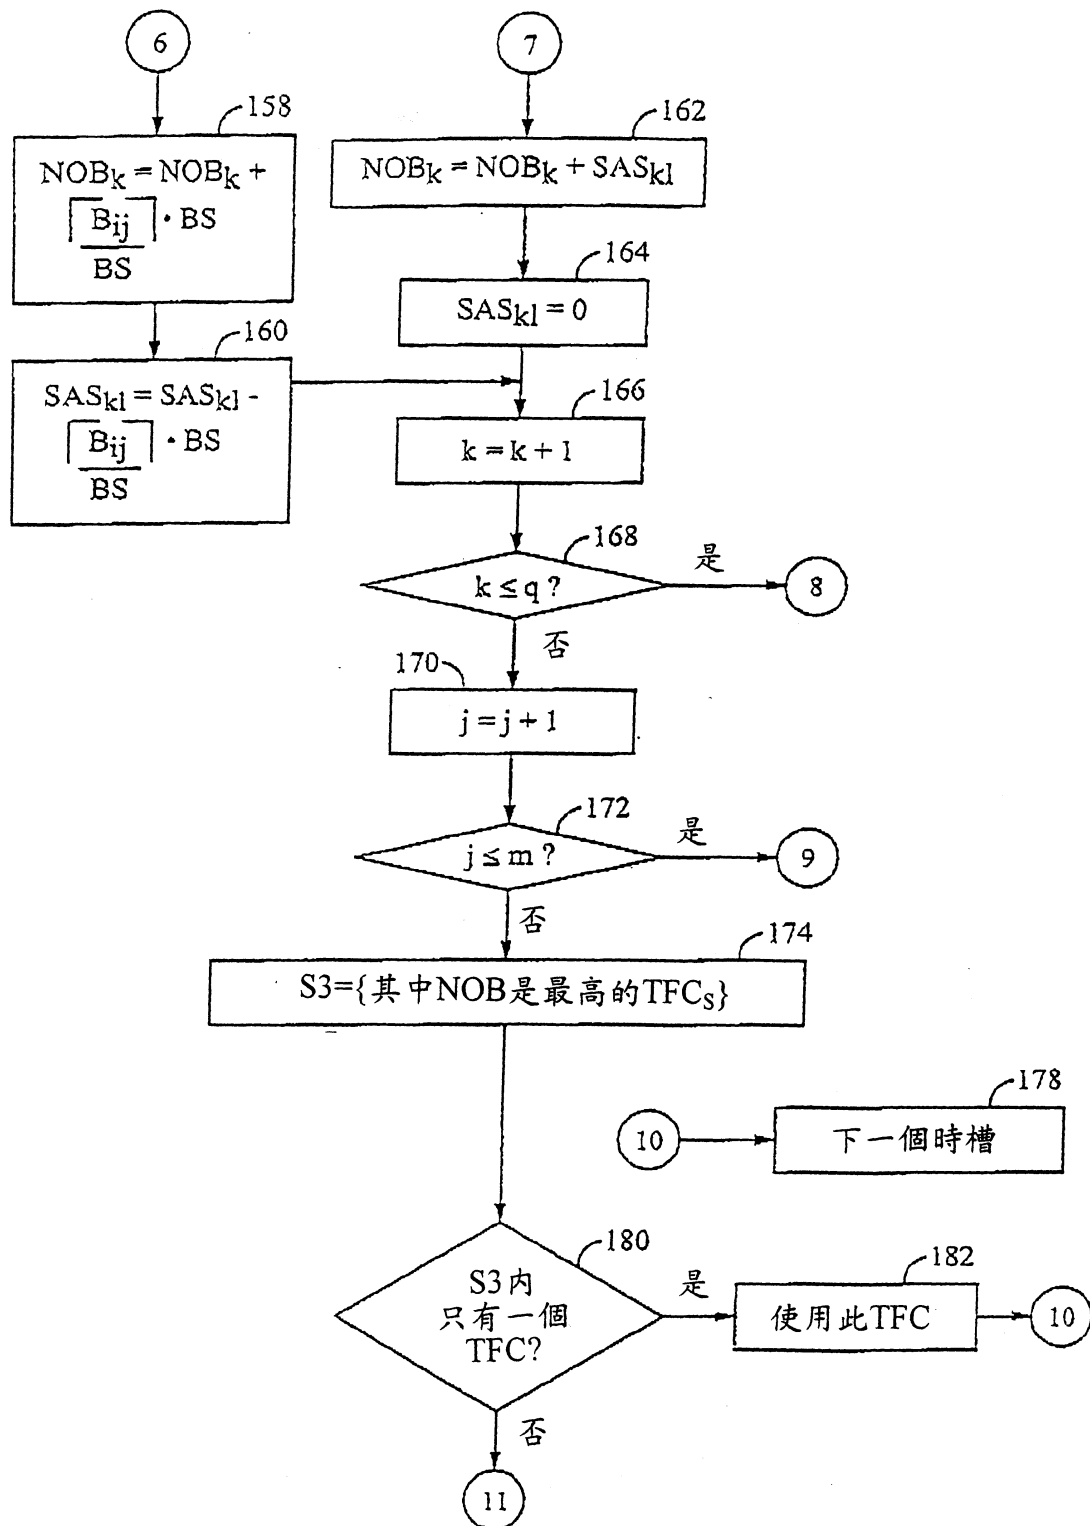 6
7
158
NOBk = NOBk +
⌈Bij⌉ · BS
BS
162
NOBk = NOBk + SASkl
164
SASkl = 0
160
SASkl = SASkl -
⌈Bij⌉ · BS
BS
166
k = k + 1
168
k ≤ q ?
是
8
否
170
j = j + 1
172
j ≤ m ?
是
9
否
174
S3={其中NOB是最高的TFCS}
178
10
下一個時槽
180
S3內
只有一個
TFC?
是
182
使用此TFC
10
否
11